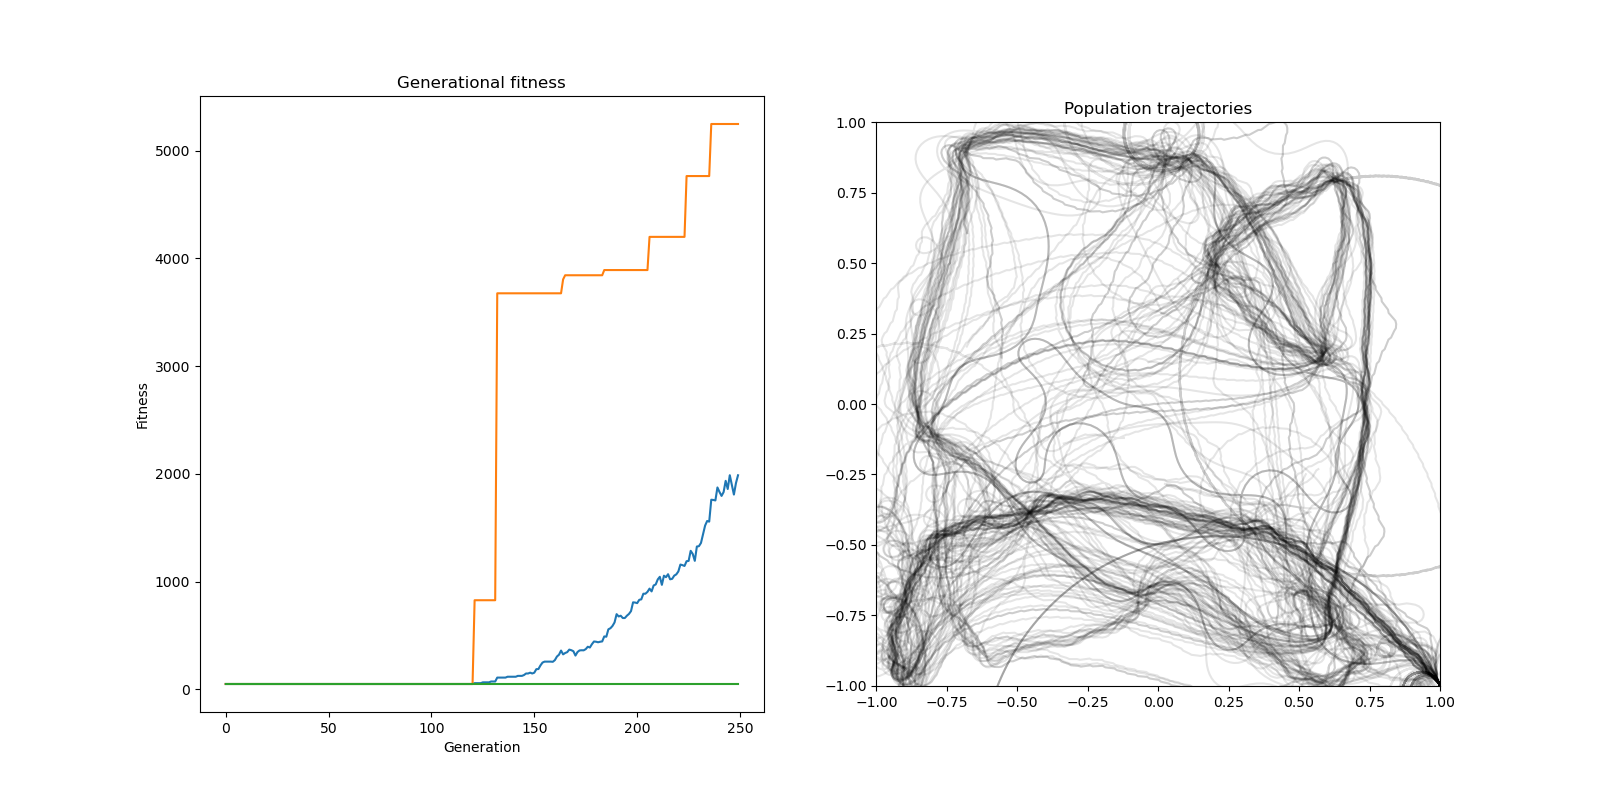 Generational fitness
5000
4000
3000
2000
1000
0
Fitness
0 50 100 150 200 250
Generation
Population trajectories
1.00
0.75
0.50
0.25
0.00
−0.25
−0.50
−0.75
−1.00
−1.00 −0.75 −0.50 −0.25 0.00 0.25 0.50 0.75 1.00